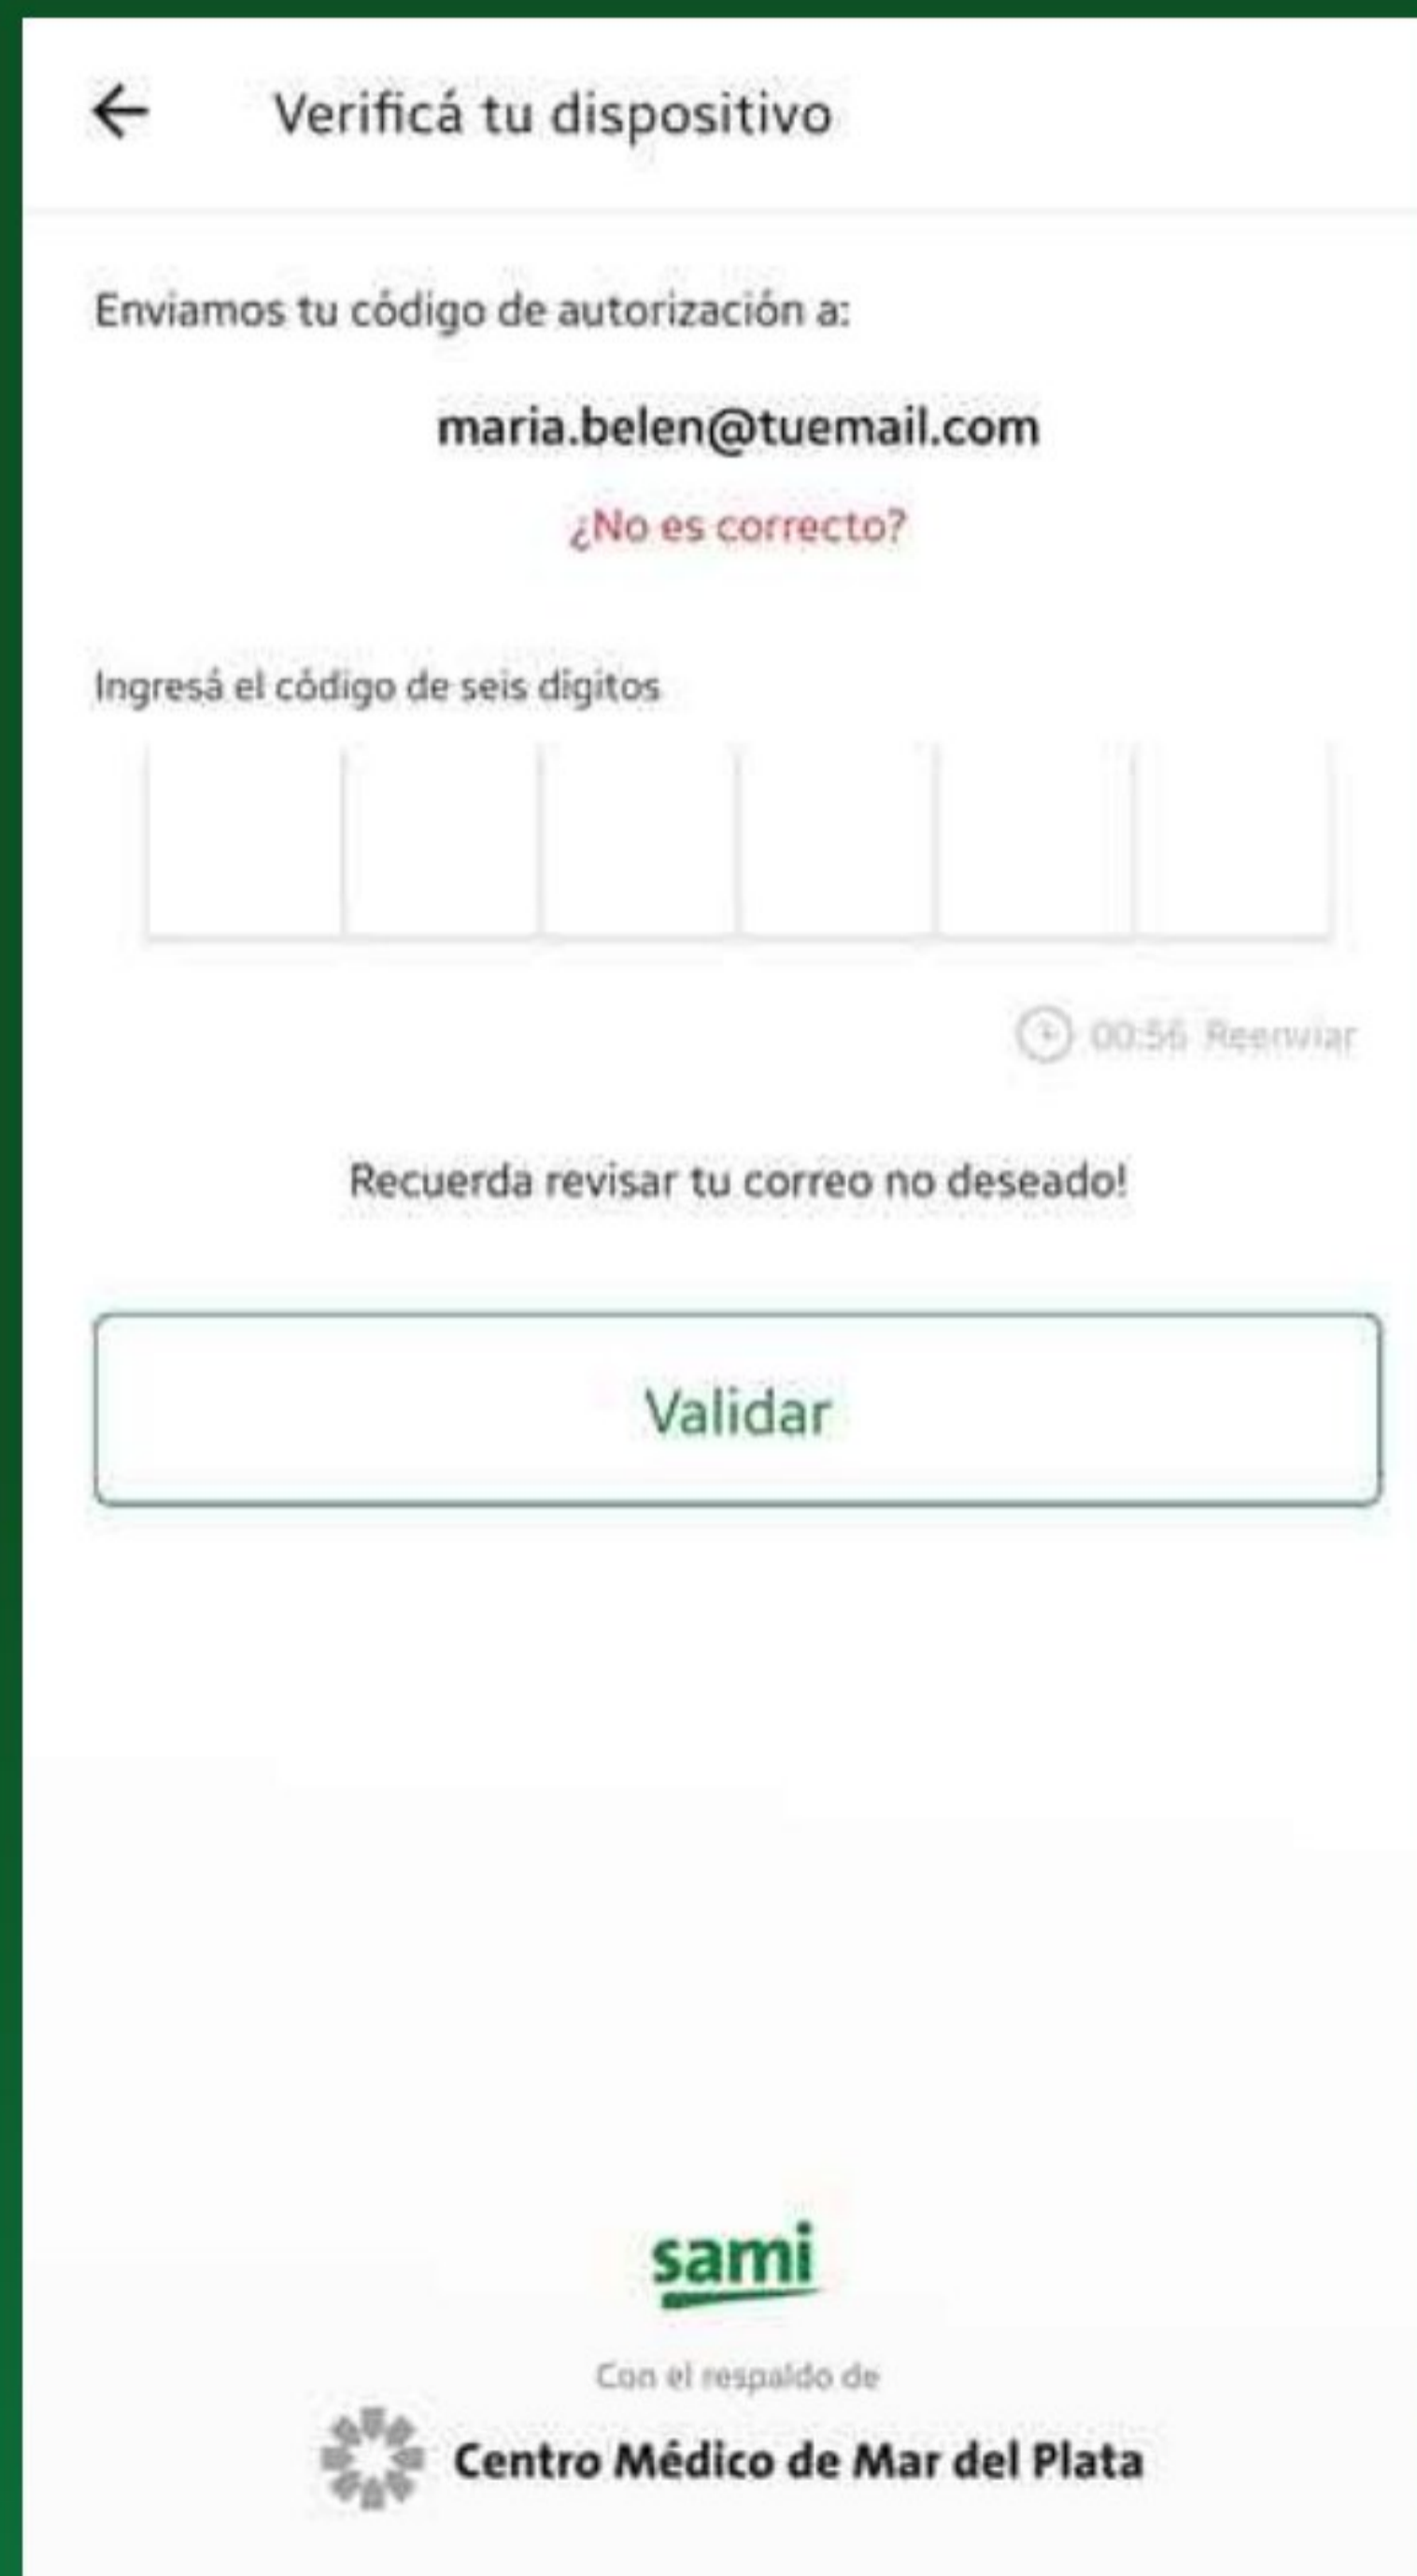 Verificá tu dispositivo
Enviamos tu código de autorización a:
maria.belen@tuemail.com
¿No es correcto?
Ingresá el código de seis dígitos
00:56 Reenviar
Recuerda revisar tu correo no deseado!
Validar
sami
Con el respaldo de
Centro Médico de Mar del Plata